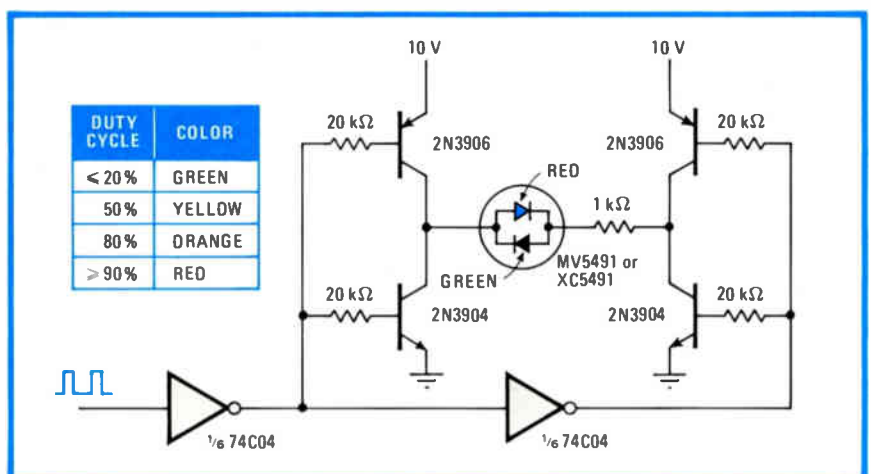 10 V
10 V
DUTY CYCLE
COLOR
⩽ 20% GREEN
50% YELLOW
80% ORANGE
⩾ 90% RED
20 kΩ
2N3906
2N3906
20 kΩ
RED
1 kΩ
GREEN
MV5491 or
XC5491
20 kΩ
2N3904
2N3904
20 kΩ
1/6 74C04
1/6 74C04